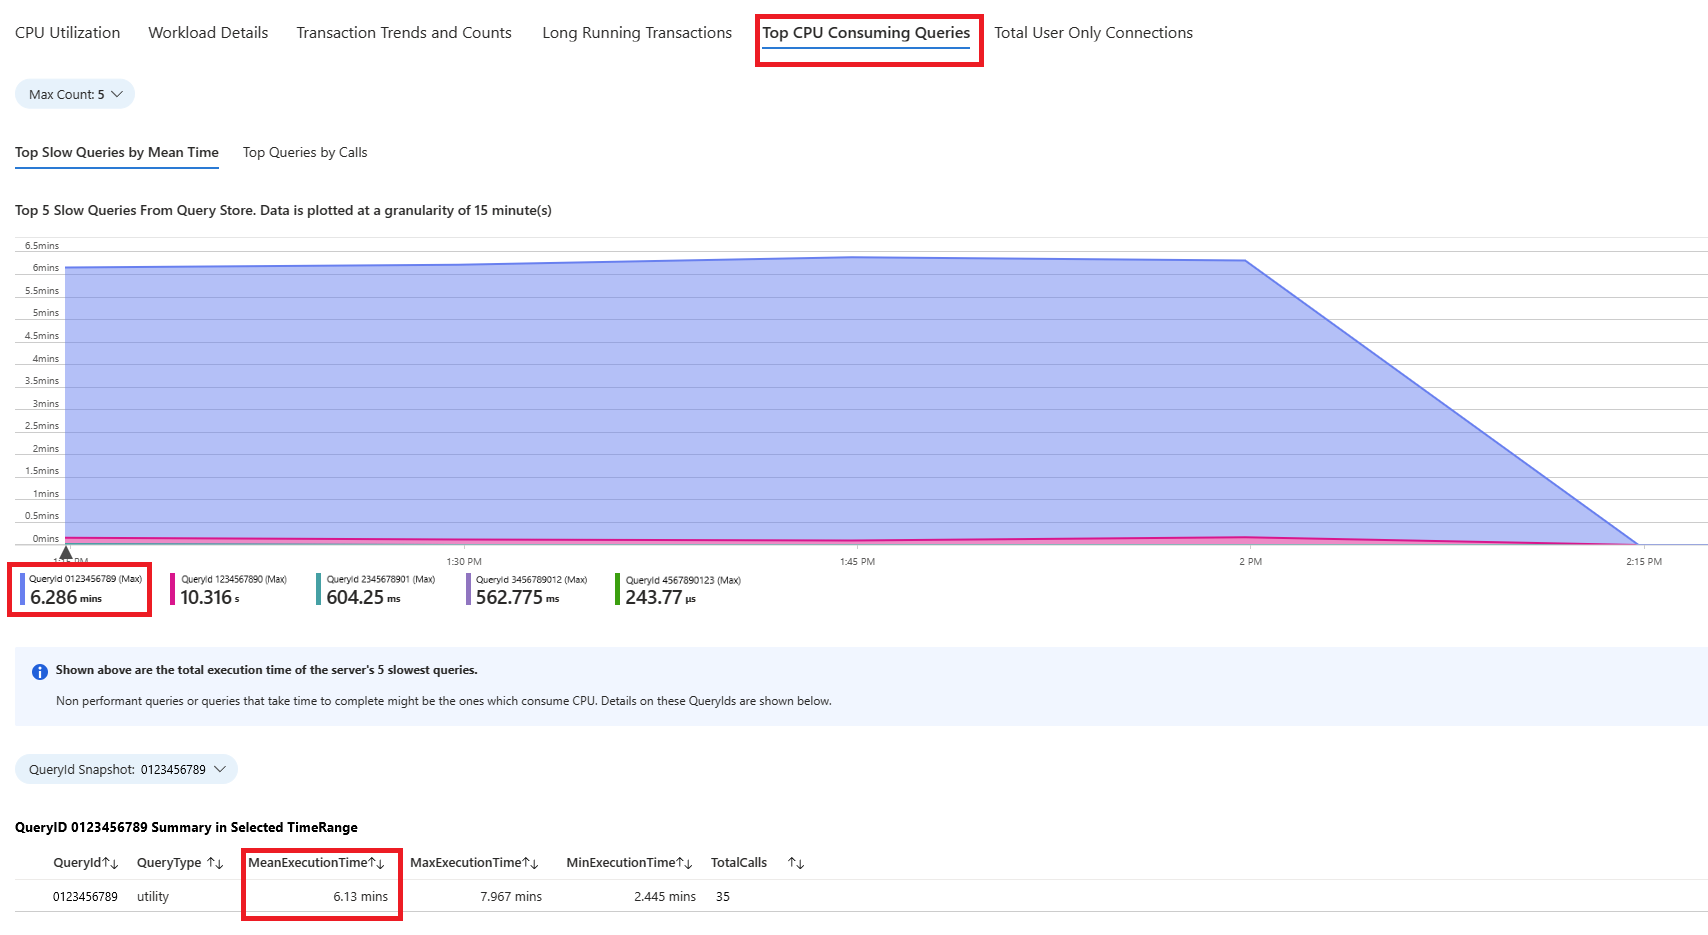 CPU Utilization Workload Details Transaction Trends and Counts Long Running Transactions Top CPU Consuming Queries Total User Only Connections
Max Count: 5
Top Slow Queries by Mean Time Top Queries by Calls
Top 5 Slow Queries From Query Store. Data is plotted at a granularity of 15 minute(s)
6.5mins
6mins
5.5mins
5mins
4.5mins
4mins
3.5mins
3mins
2.5mins
2mins
1.5mins
1mins
0.5mins
0mins
1:15 PM 1:30 PM 1:45 PM 2 PM 2:15 PM
QueryId 0123456789 (Max) QueryId 1234567890 (Max) QueryId 2345678901 (Max) QueryId 3456789012 (Max) QueryId 4567890123 (Max)
6.286 mins 10.316 s 604.25 ms 562.775 ms 243.77 µs
Shown above are the total execution time of the server's 5 slowest queries.
Non performant queries or queries that take time to complete might be the ones which consume CPU. Details on these QueryIds are shown below.
QueryId Snapshot: 0123456789
QueryID 0123456789 Summary in Selected TimeRange
QueryId↑↓ QueryType ↑↓ MeanExecutionTime↑↓ MaxExecutionTime↑↓ MinExecutionTime↑↓ TotalCalls ↑↓
0123456789 utility 6.13 mins 7.967 mins 2.445 mins 35